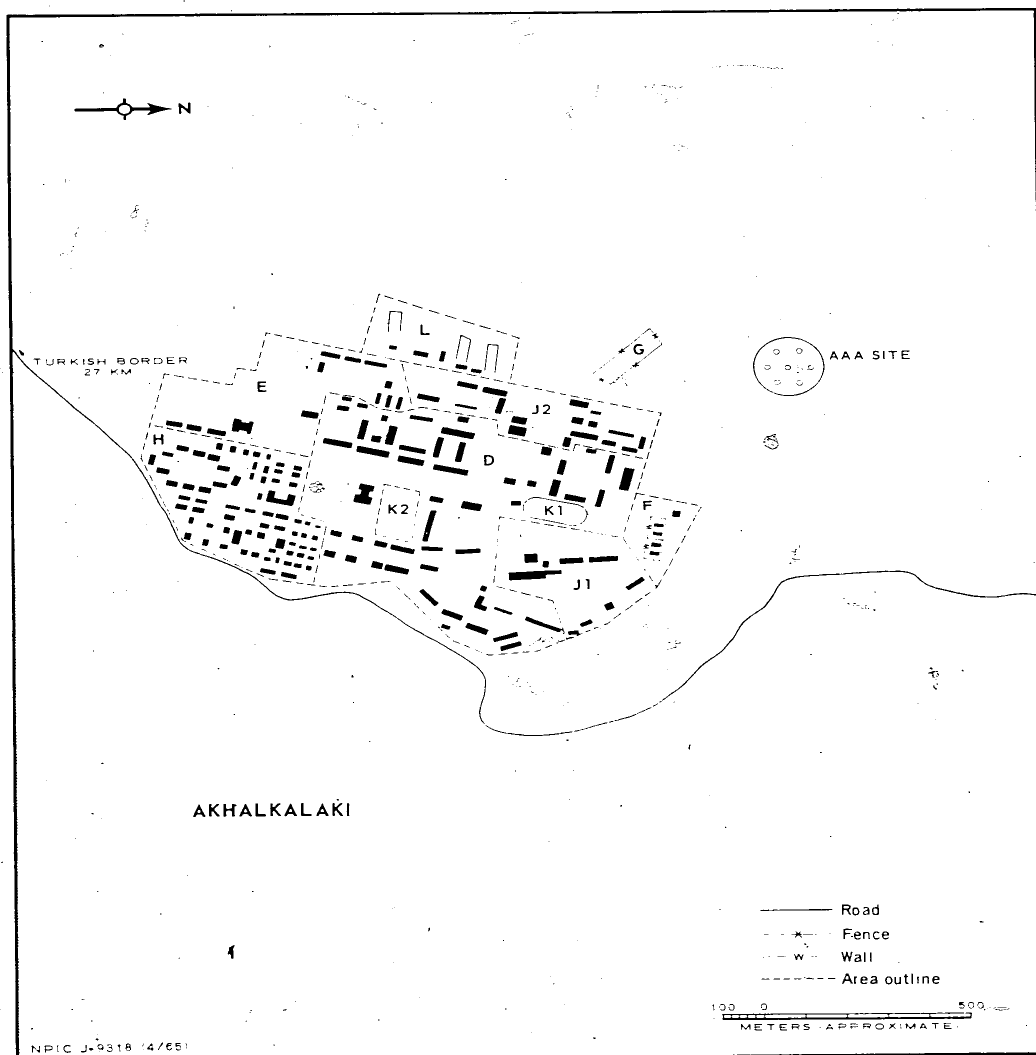 N
L
G
TURKISH BORDER
27 KM
AAA SITE
E
J2
H
D
K2
K1
F
J1
AKHALKALAKI
Road
Fence
W Wall
Area outline
100 0 500
METERS APPROXIMATE
NPIC J-9318 (4/65)